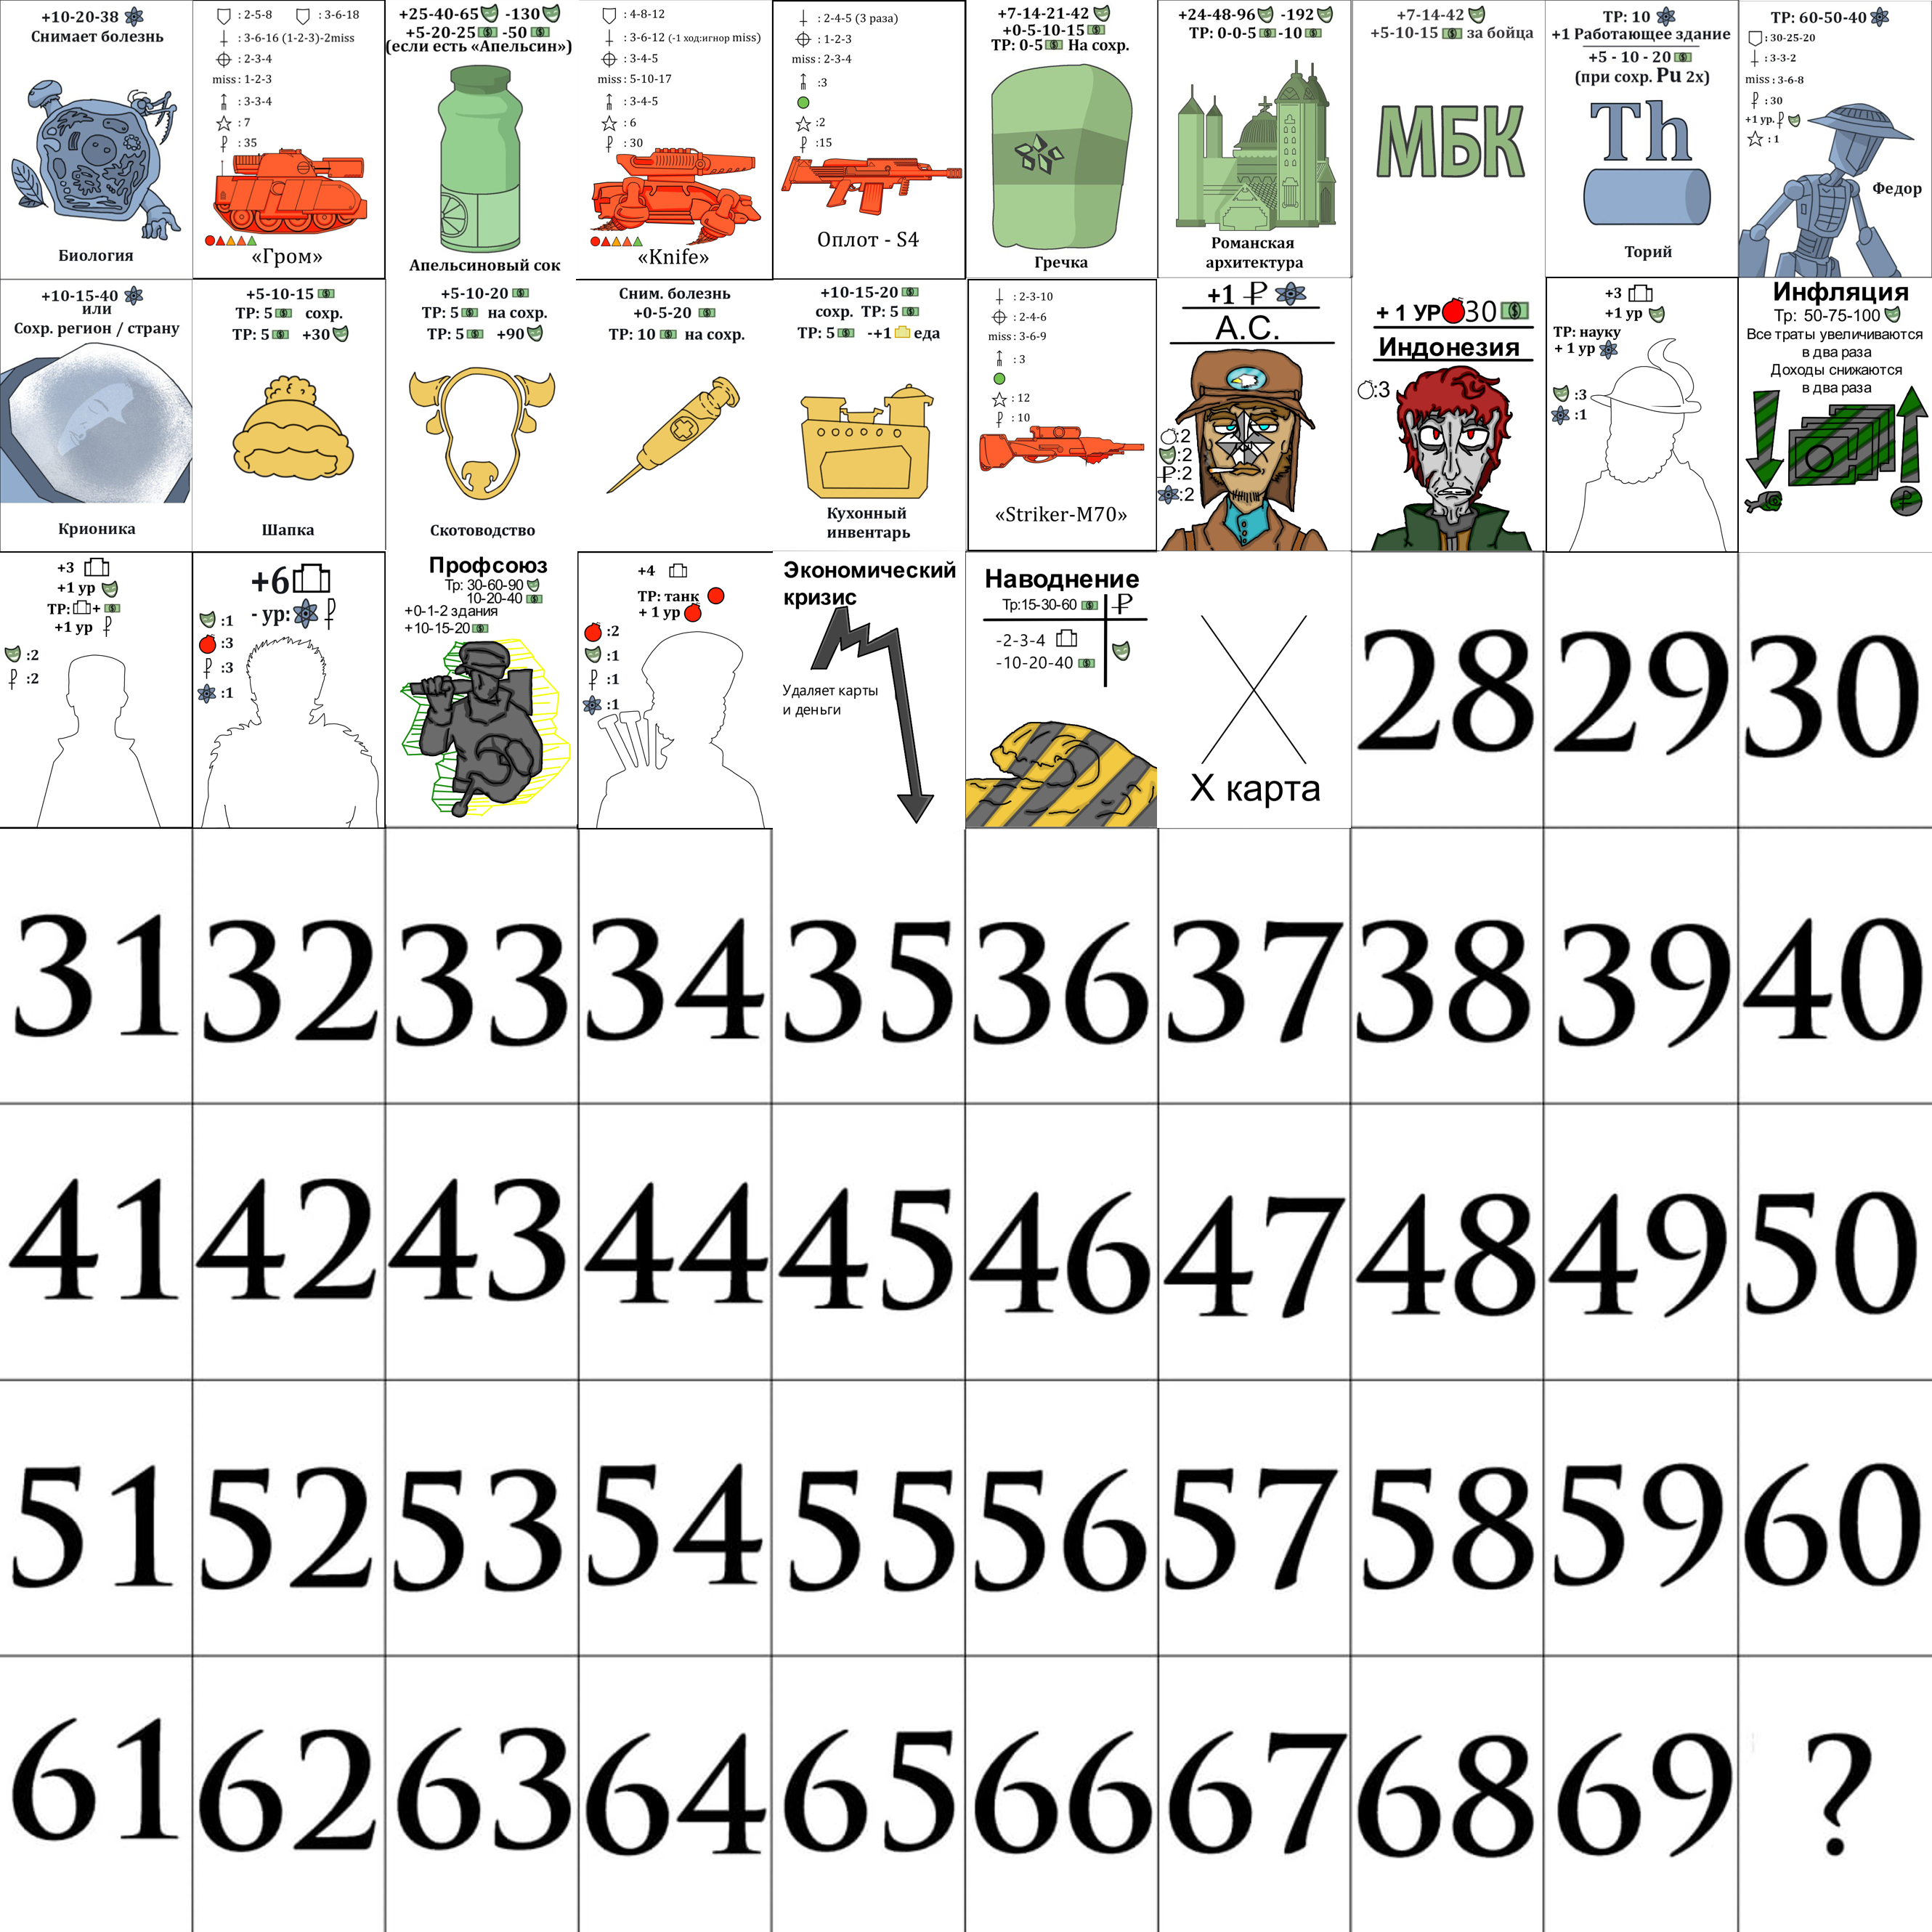 +10-20-38
Снимает болезнь
Биология
: 2-5-8 : 3-6-18
: 3-6-16 (1-2-3)-2miss
: 2-3-4
miss: 1-2-3
: 3-3-4
: 7
: 35
«Гром»
+25-40-65 -130
+5-20-25 -50
(если есть «Апельсин»)
Апельсиновый сок
: 4-8-12
: 3-6-12 (-1 ход:игнор miss)
: 3-4-5
miss: 5-10-17
: 3-4-5
: 6
: 30
«Knife»
: 2-4-5 (3 раза)
: 1-2-3
miss: 2-3-4
:3
:2
:15
Оплот - S4
+7-14-21-42
+0-5-10-15
ТР: 0-5 На сохр.
Гречка
+24-48-96 -192
ТР: 0-0-5 -10
Романская
архитектура
+7-14-42
+5-10-15 за бойца
МБК
ТР: 10
+1 Работающее здание
+5 - 10 - 20
(при сохр. Pu 2x)
Th
Торий
ТР: 60-50-40
: 30-25-20
: 3-3-2
miss : 3-6-8
: 30
+1 ур.
: 1
Федор
+10-15-40
или
Сохр. регион / страну
Крионика
+5-10-15
ТР: 5 сохр.
ТР: 5 +30
Шапка
+5-10-20
ТР: 5 на сохр.
ТР: 5 +90
Скотоводство
Сним. болезнь
+0-5-20
ТР: 10 на сохр.
+10-15-20
сохр. ТР: 5
ТР: 5 -+1 еда
Кухонный
инвентарь
: 2-3-10
: 2-4-6
miss : 3-6-9
: 3
: 12
: 10
«Striker-M70»
+1
А.С.
:2
:2
:2
:2
+ 1 УР 30
Индонезия
:3
+3
+1 ур
ТР: науку
+ 1 ур
:3
:1
Инфляция
Тр: 50-75-100
Все траты увеличиваются
в два раза
Доходы снижаются
в два раза
+3
+1 ур
ТР: +
+1 ур
:2
:2
+6
- ур:
:1
:3
:3
:1
Профсоюз
Тр: 30-60-90
10-20-40
+0-1-2 здания
+10-15-20
+4
ТР: танк
+ 1 ур
:2
:1
:1
:1
Экономический
кризис
Удаляет карты
и деньги
Наводнение
Тр:15-30-60
-2-3-4
-10-20-40
Х карта
28 29 30
31 32 33 34 35 36 37 38 39 40
41 42 43 44 45 46 47 48 49 50
51 52 53 54 55 56 57 58 59 60
61 62 63 64 65 66 67 68 69 ?